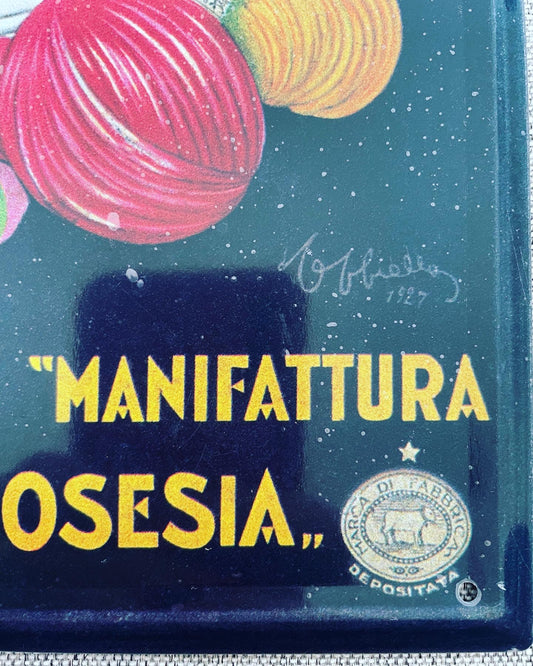 1927
"MANIFATTURA
OSESIA„
MARCA DI FABBRICA
DEPOSITATA